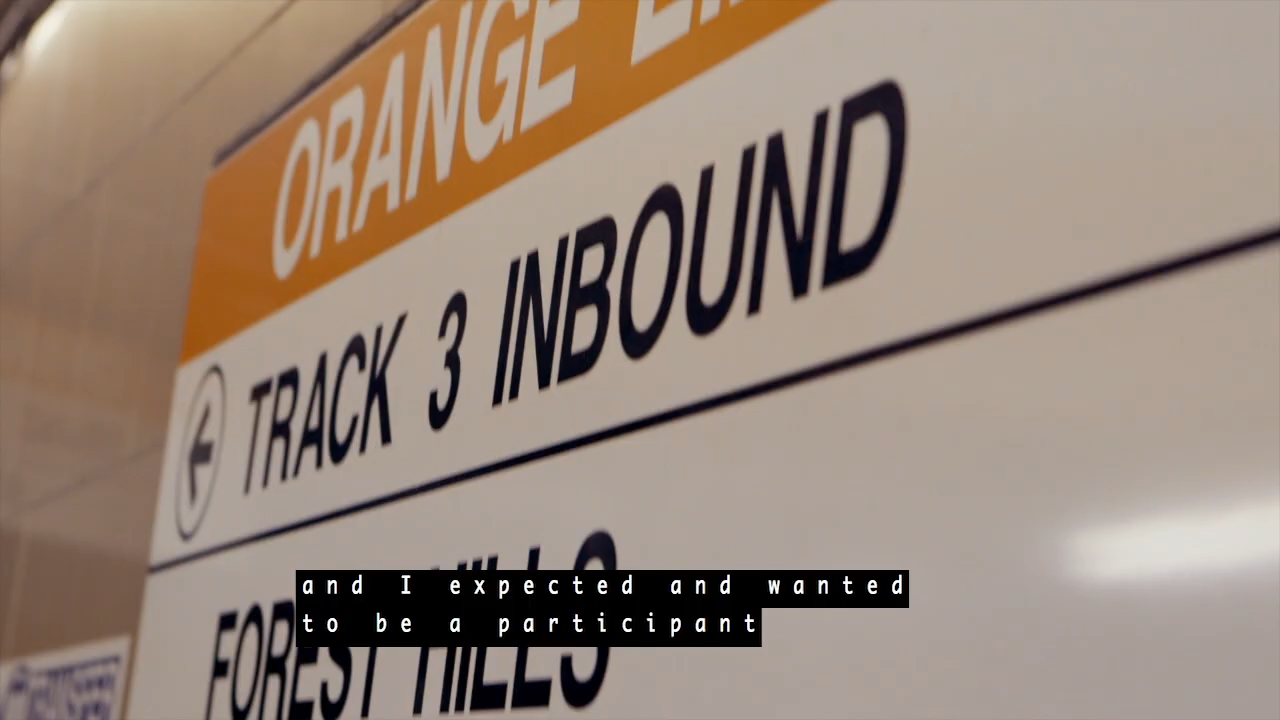 ORANGE
TRACK 3 INBOUND
FOREST HILLS
and I expected and wanted
to be a participant